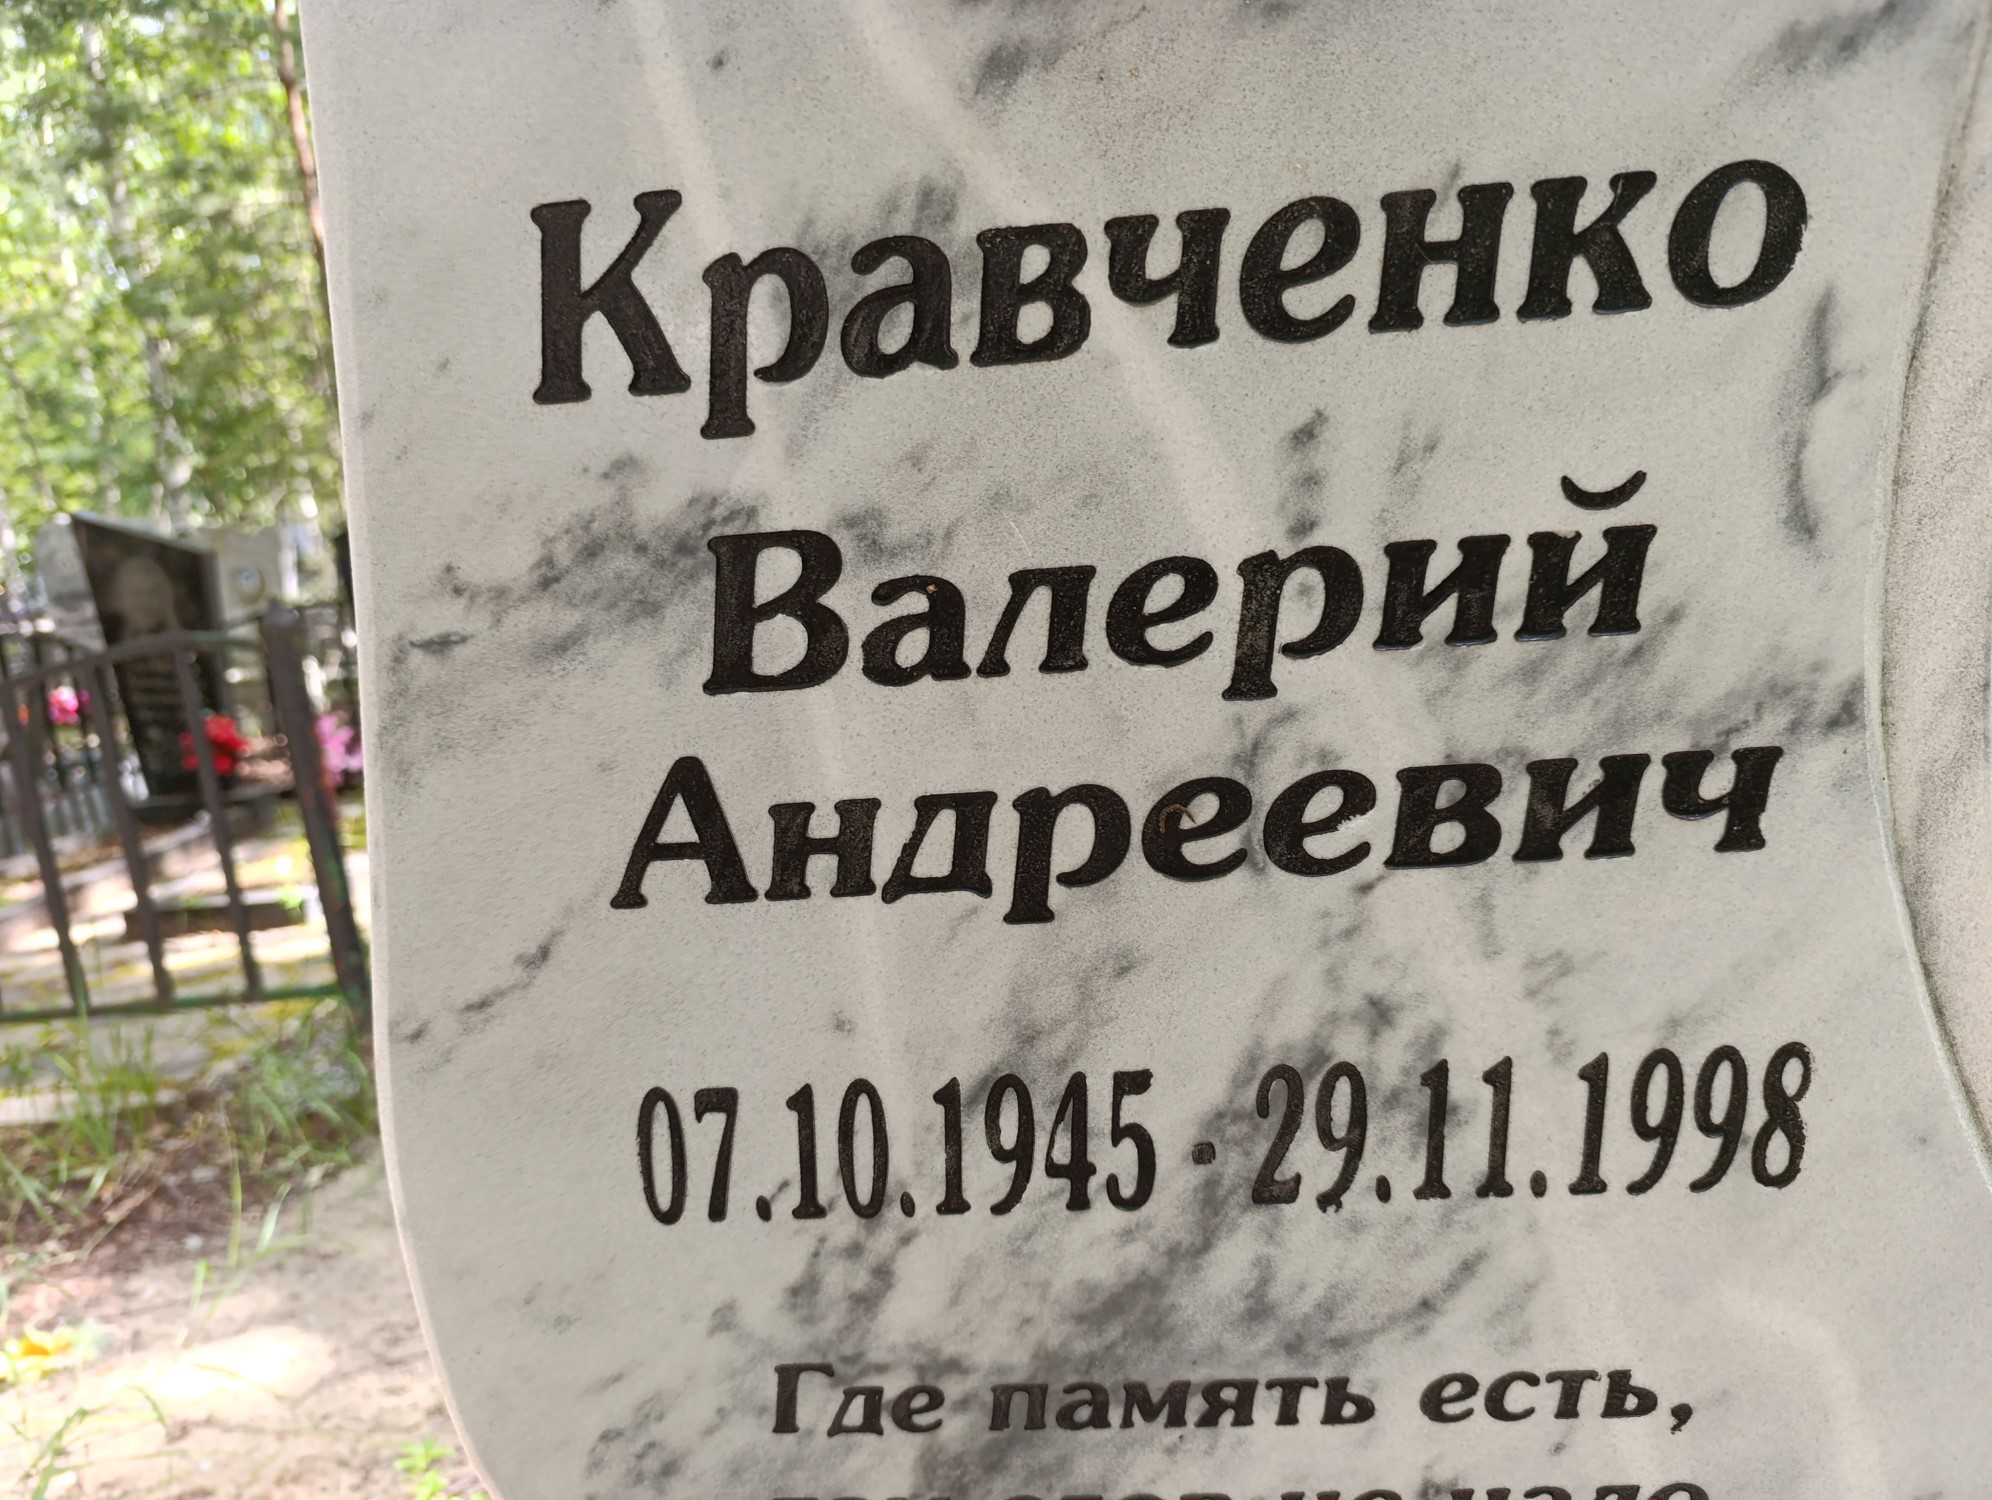 Кравченко
Валерий
Андреевич
07.10.1945 · 29.11.1998
Где память есть,